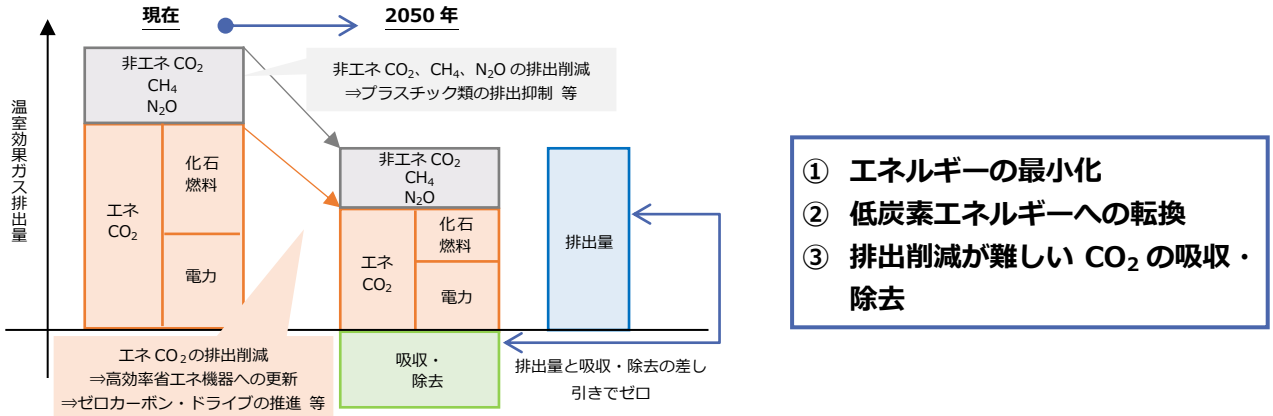 現在
2050 年
温室効果ガス排出量
非エネ CO₂
CH₄
N₂O
非エネ CO₂、CH₄、N₂O の排出削減
⇒プラスチック類の排出抑制 等
エネ
CO₂
化石
燃料
電力
非エネ CO₂
CH₄
N₂O
エネ
CO₂
化石
燃料
電力
排出量
エネ CO₂の排出削減
⇒高効率省エネ機器への更新
⇒ゼロカーボン・ドライブの推進 等
吸収・
除去
排出量と吸収・除去の差し
引きでゼロ
① エネルギーの最小化
② 低炭素エネルギーへの転換
③ 排出削減が難しい CO₂ の吸収・
除去